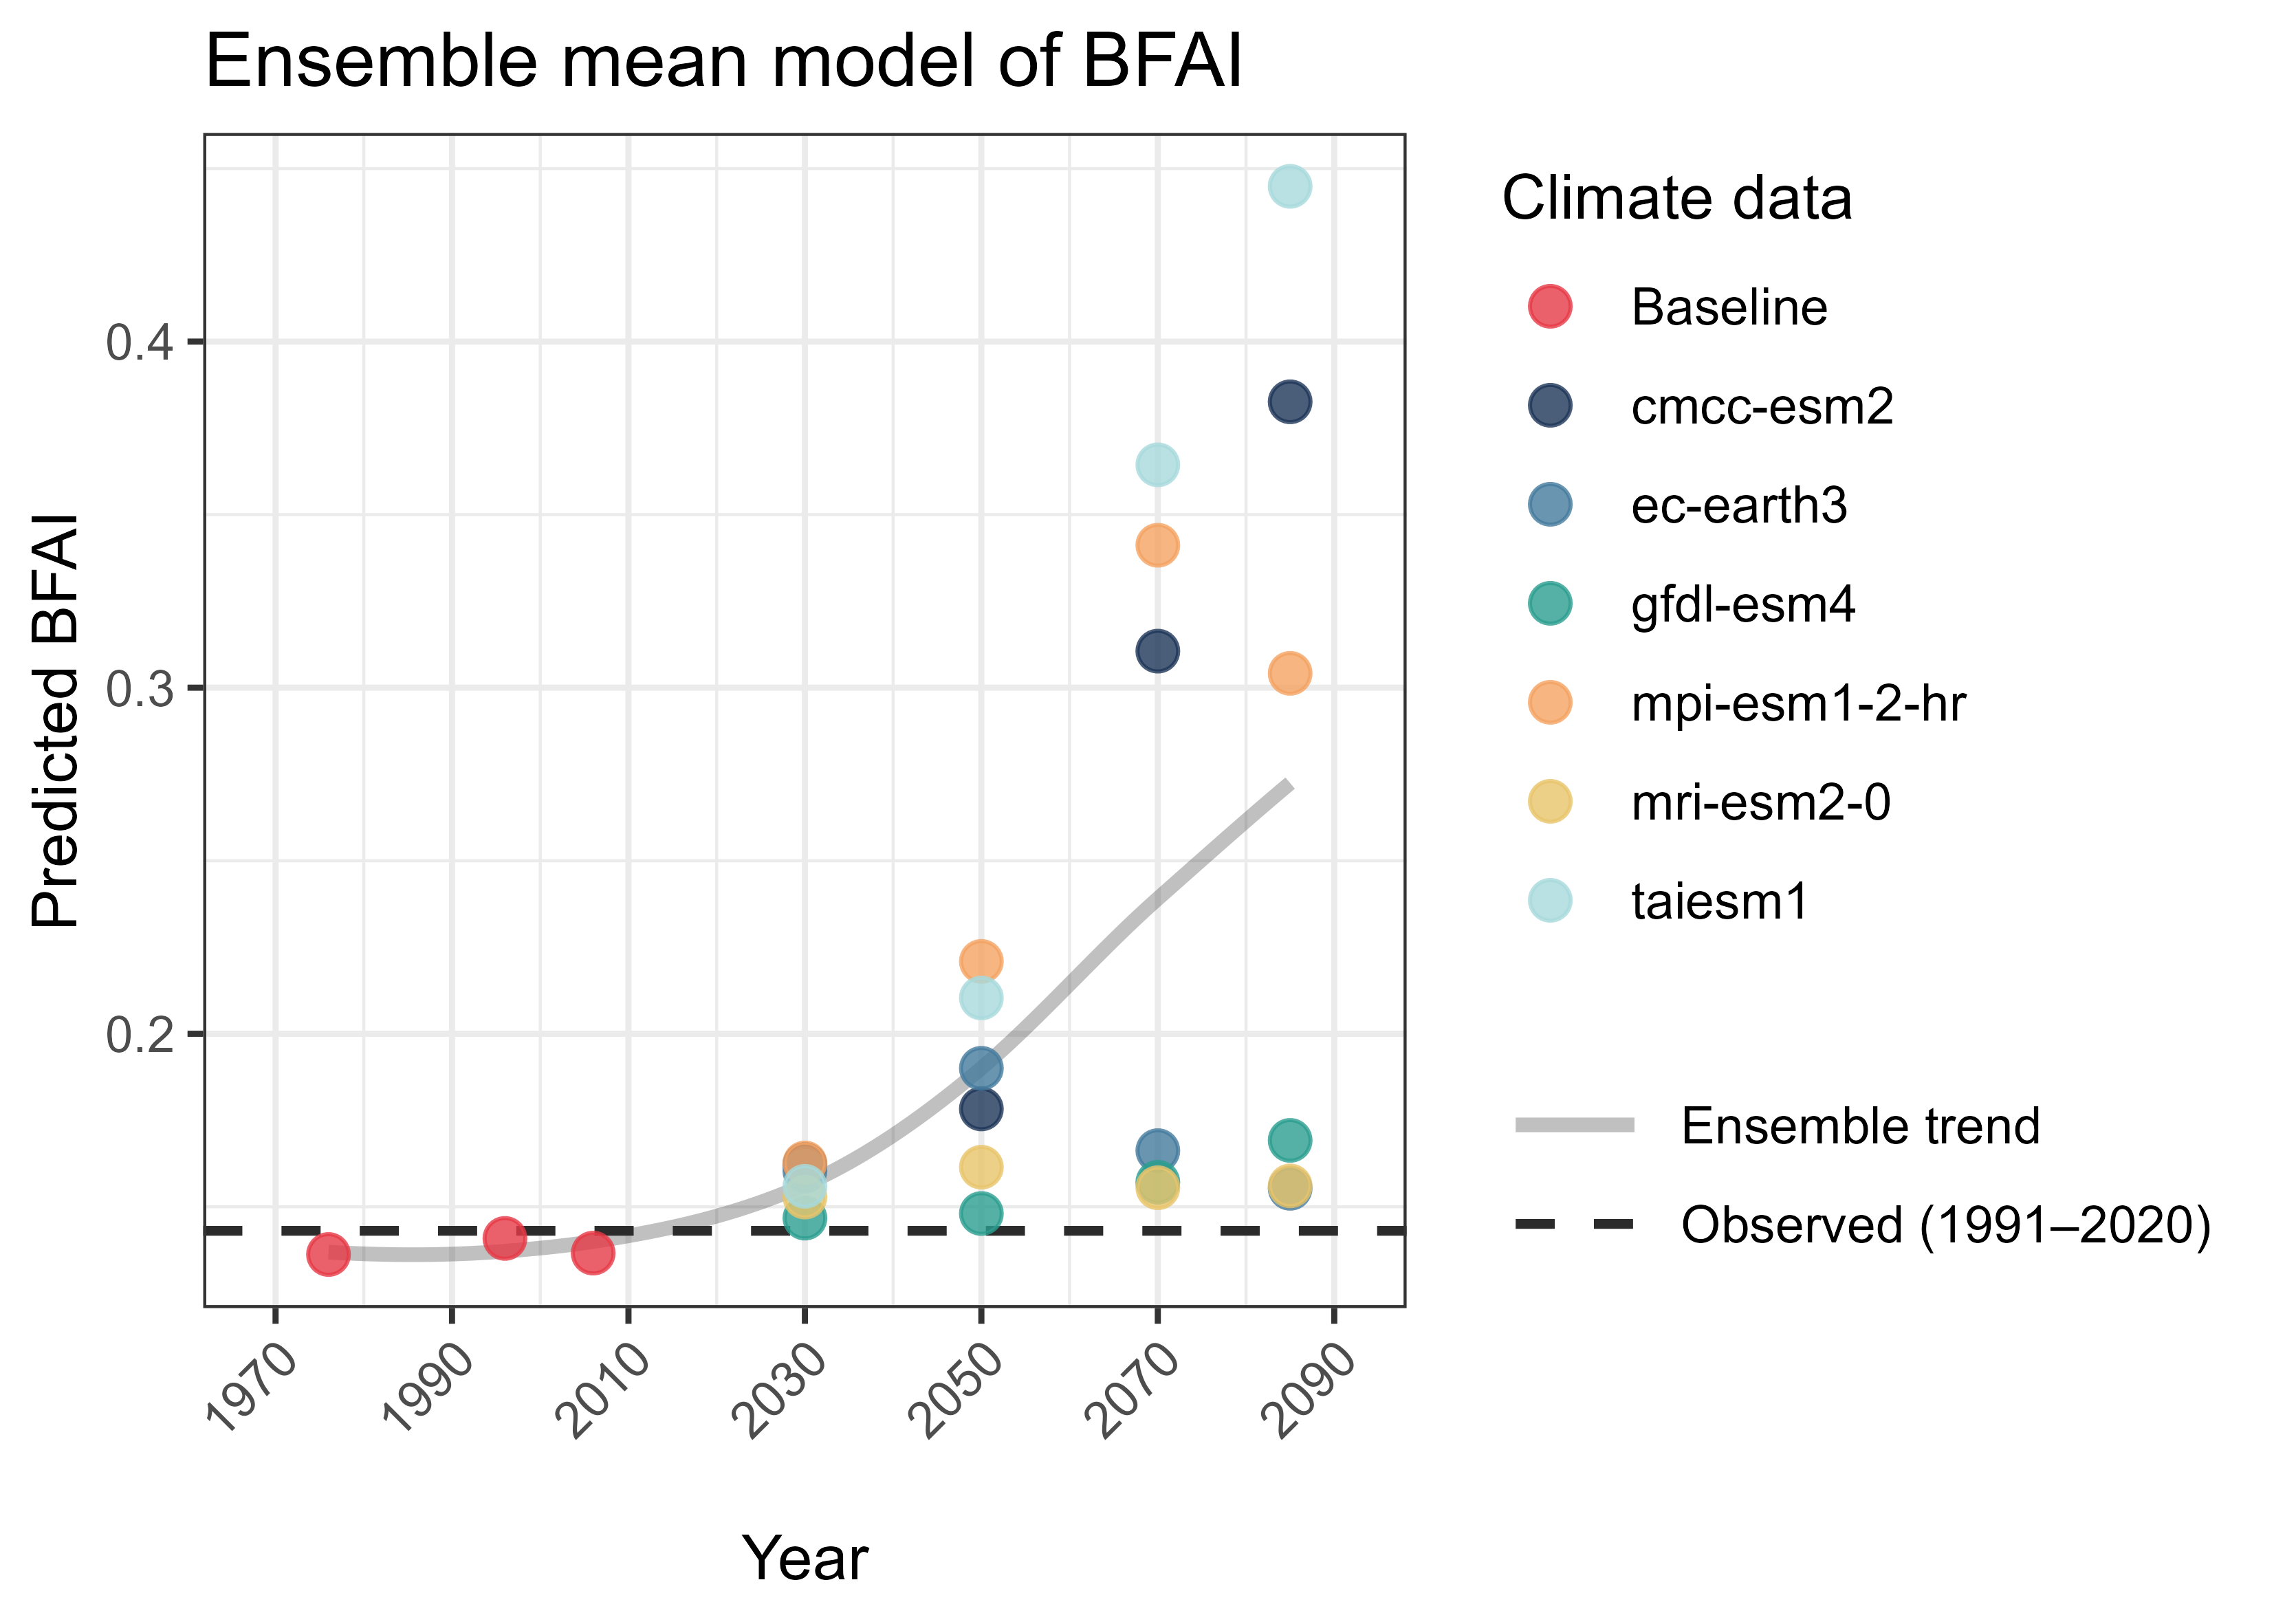 Ensemble mean model of BFAI
Predicted BFAI
0.4
0.3
0.2
1970
1990
2010
2030
2050
2070
2090
Year
Climate data
Baseline
cmcc-esm2
ec-earth3
gfdl-esm4
mpi-esm1-2-hr
mri-esm2-0
taiesm1
Ensemble trend
Observed (1991–2020)